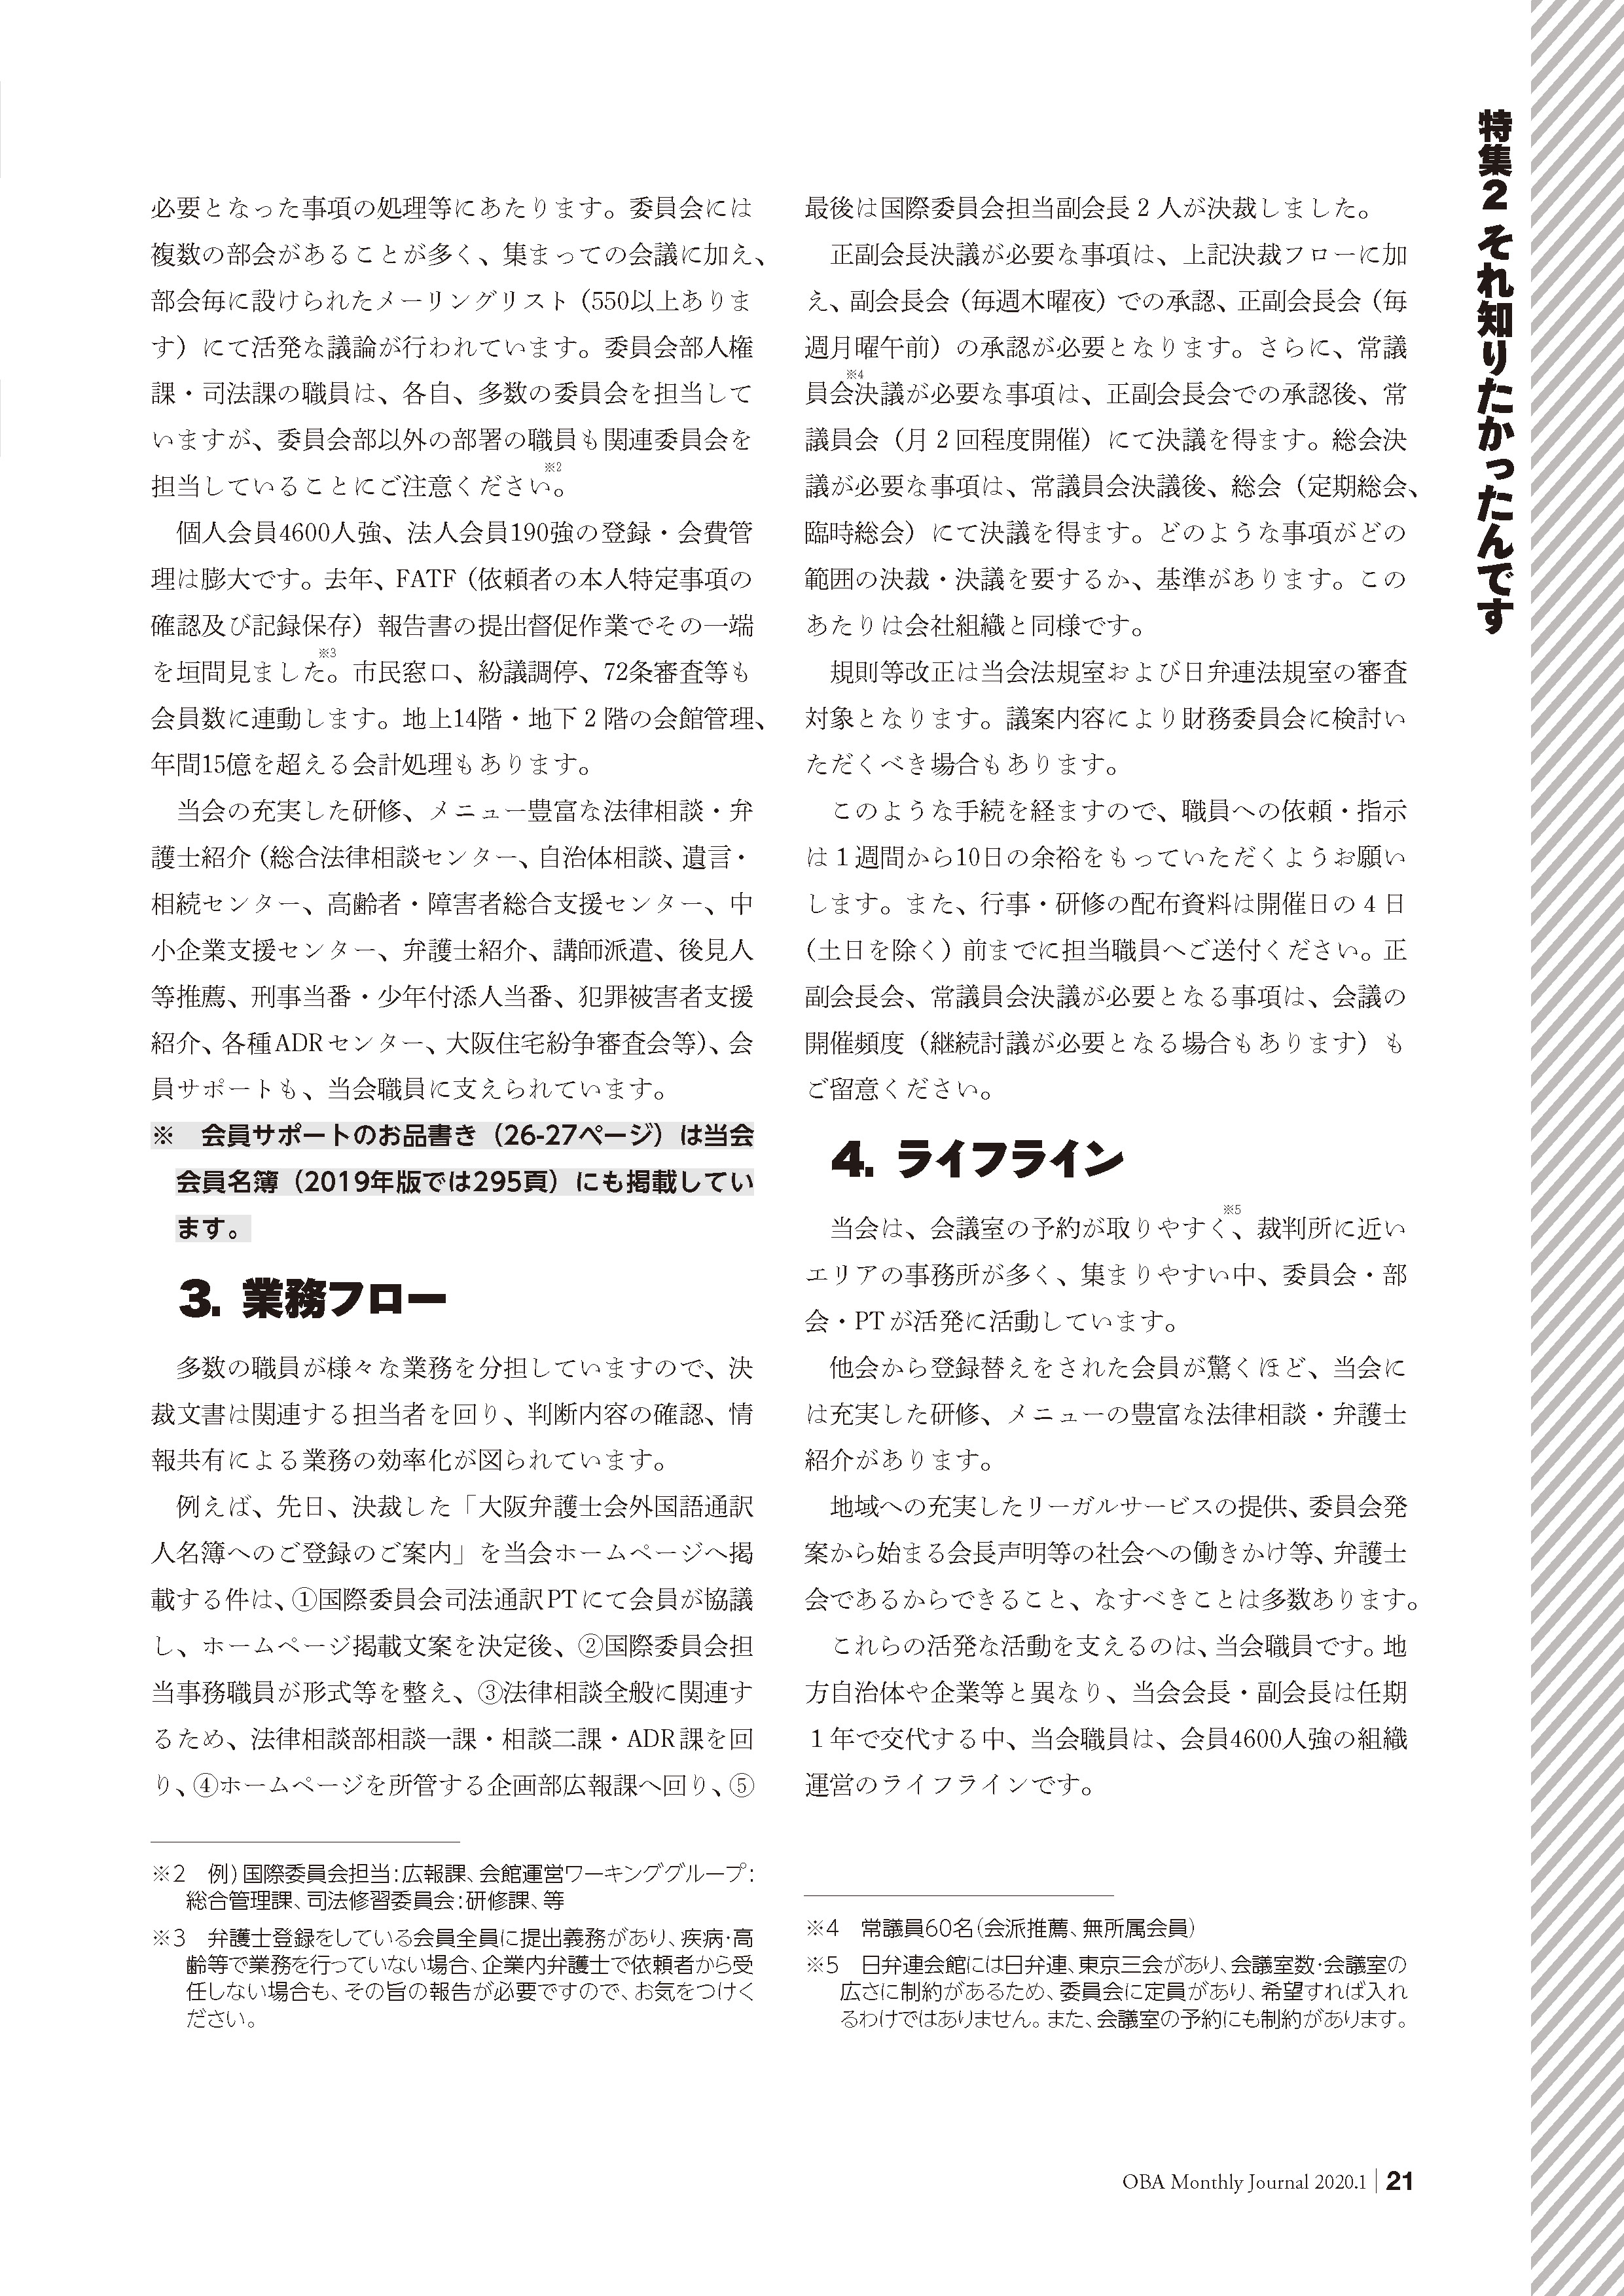 特集2 それ知りたかったんです
必要となった事項の処理等にあたります。委員会には
複数の部会があることが多く、集まっての会議に加え、
部会毎に設けられたメーリングリスト（550以上ありま
す）にて活発な議論が行われています。委員会部人権
課・司法課の職員は、各自、多数の委員会を担当して
いますが、委員会部以外の部署の職員も関連委員会を
担当していることにご注意ください※2。
　個人会員4600人強、法人会員190強の登録・会費管
理は膨大です。去年、FATF（依頼者の本人特定事項の
確認及び記録保存）報告書の提出督促作業でその一端
を垣間見ました※3。市民窓口、紛議調停、72条審査等も
会員数に連動します。地上14階・地下２階の会館管理、
年間15億を超える会計処理もあります。
　当会の充実した研修、メニュー豊富な法律相談・弁
護士紹介（総合法律相談センター、自治体相談、遺言・
相続センター、高齢者・障害者総合支援センター、中
小企業支援センター、弁護士紹介、講師派遣、後見人
等推薦、刑事当番・少年付添人当番、犯罪被害者支援
紹介、各種ADRセンター、大阪住宅紛争審査会等）、会
員サポートも、当会職員に支えられています。
※　会員サポートのお品書き（26-27ページ）は当会
会員名簿（2019年版では295頁）にも掲載してい
ます。
3. 業務フロー
　多数の職員が様々な業務を分担していますので、決
裁文書は関連する担当者を回り、判断内容の確認、情
報共有による業務の効率化が図られています。
　例えば、先日、決裁した「大阪弁護士会外国語通訳
人名簿へのご登録のご案内」を当会ホームページへ掲
載する件は、①国際委員会司法通訳PTにて会員が協議
し、ホームページ掲載文案を決定後、②国際委員会担
当事務職員が形式等を整え、③法律相談全般に関連す
るため、法律相談部相談一課・相談二課・ADR課を回
り、④ホームページを所管する企画部広報課へ回り、⑤
※2　例）国際委員会担当：広報課、会館運営ワーキンググループ：
総合管理課、司法修習委員会：研修課、等
※3　弁護士登録をしている会員全員に提出義務があり、疾病・高
齢等で業務を行っていない場合、企業内弁護士で依頼者から受
任しない場合も、その旨の報告が必要ですので、お気をつけく
ださい。
最後は国際委員会担当副会長２人が決裁しました。
　正副会長決議が必要な事項は、上記決裁フローに加
え、副会長会（毎週木曜夜）での承認、正副会長会（毎
週月曜午前）の承認が必要となります。さらに、常議
員会※4決議が必要な事項は、正副会長会での承認後、常
議員会（月２回程度開催）にて決議を得ます。総会決
議が必要な事項は、常議員会決議後、総会（定期総会、
臨時総会）にて決議を得ます。どのような事項がどの
範囲の決裁・決議を要するか、基準があります。この
あたりは会社組織と同様です。
　規則等改正は当会法規室および日弁連法規室の審査
対象となります。議案内容により財務委員会に検討い
ただくべき場合もあります。
　このような手続を経ますので、職員への依頼・指示
は１週間から10日の余裕をもっていただくようお願い
します。また、行事・研修の配布資料は開催日の４日
（土日を除く）前までに担当職員へご送付ください。正
副会長会、常議員会決議が必要となる事項は、会議の
開催頻度（継続討議が必要となる場合もあります）も
ご留意ください。
4. ライフライン
　当会は、会議室の予約が取りやすく※5、裁判所に近い
エリアの事務所が多く、集まりやすい中、委員会・部
会・PTが活発に活動しています。
　他会から登録替えをされた会員が驚くほど、当会に
は充実した研修、メニューの豊富な法律相談・弁護士
紹介があります。
　地域への充実したリーガルサービスの提供、委員会発
案から始まる会長声明等の社会への働きかけ等、弁護士
会であるからできること、なすべきことは多数あります。
　これらの活発な活動を支えるのは、当会職員です。地
方自治体や企業等と異なり、当会会長・副会長は任期
１年で交代する中、当会職員は、会員4600人強の組織
運営のライフラインです。
※4　常議員60名（会派推薦、無所属会員）
※5　日弁連会館には日弁連、東京三会があり、会議室数・会議室の
広さに制約があるため、委員会に定員があり、希望すれば入れ
るわけではありません。また、会議室の予約にも制約があります。
OBA Monthly Journal 2020.1 | 21